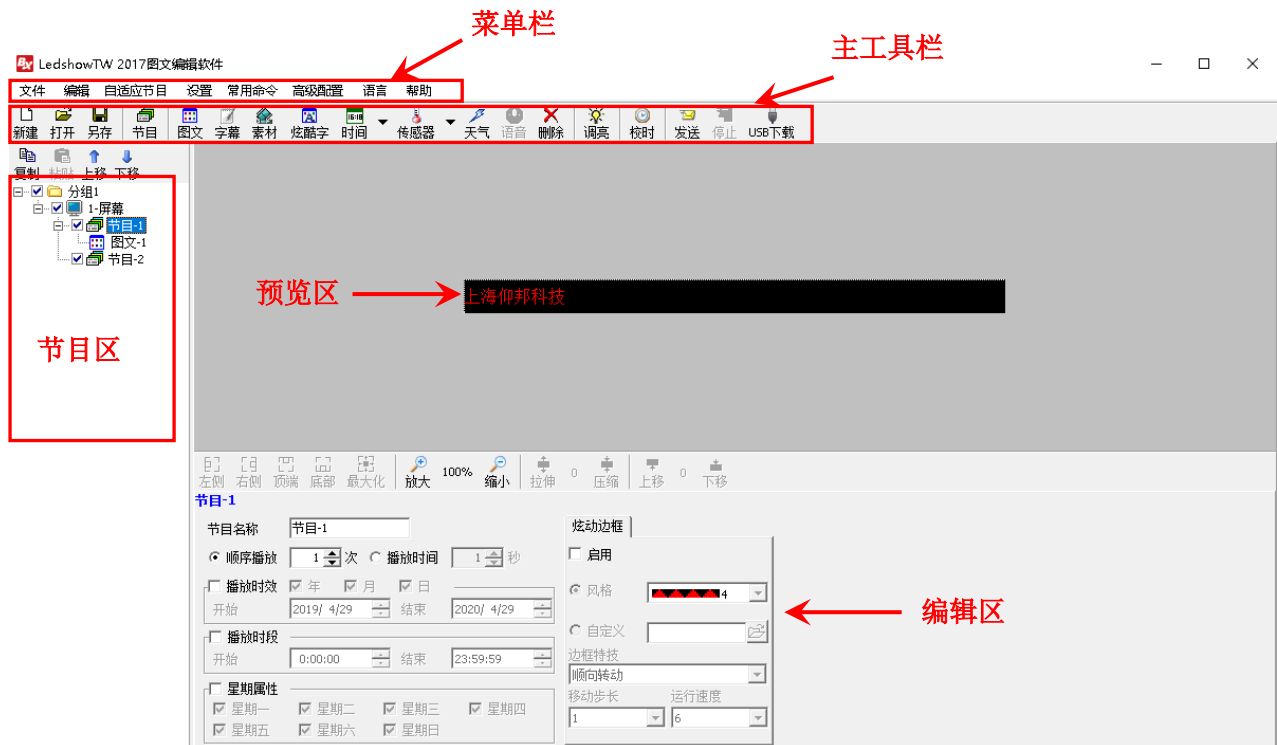 菜单栏
主工具栏
LedshowTW 2017图文编辑软件
文件 编辑 自适应节目 设置 常用命令 高级配置 语言 帮助
新建 打开 另存 节目 图文 字幕 素材 炫酷字 时间 传感器 天气 语音 删除 调亮 校时 发送 停止 USB下载
复制 粘贴 上移 下移
分组1
1-屏幕
节目-1
图文-1
节目-2
节目区
预览区
上海仰邦科技
左侧 右侧 顶端 底部 最大化 放大 100% 缩小 拉伸 0 压缩 上移 0 下移
节目-1
节目名称 节目-1
顺序播放 1 次 播放时间 1 秒
播放时效 年 月 日
开始 2019/ 4/29 结束 2020/ 4/29
播放时段
开始 0:00:00 结束 23:59:59
星期属性
星期一 星期二 星期三 星期四
星期五 星期六 星期日
炫动边框
启用
风格 4
自定义
边框特技
顺向转动
移动步长 运行速度
1 6
编辑区